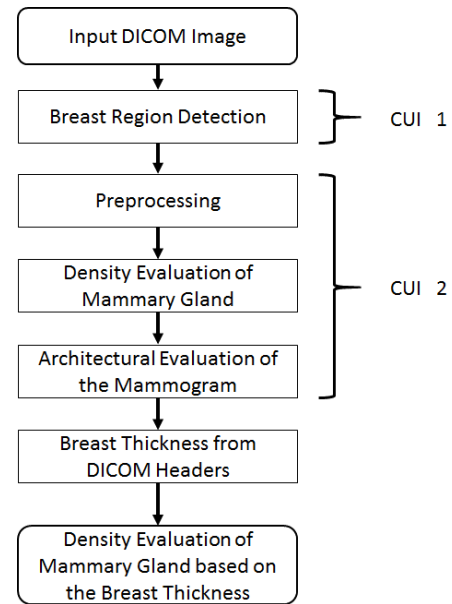 Input DICOM Image
Breast Region Detection
CUI 1
Preprocessing
Density Evaluation of
Mammary Gland
CUI 2
Architectural Evaluation of
the Mammogram
Breast Thickness from
DICOM Headers
Density Evaluation of
Mammary Gland based on
the Breast Thickness